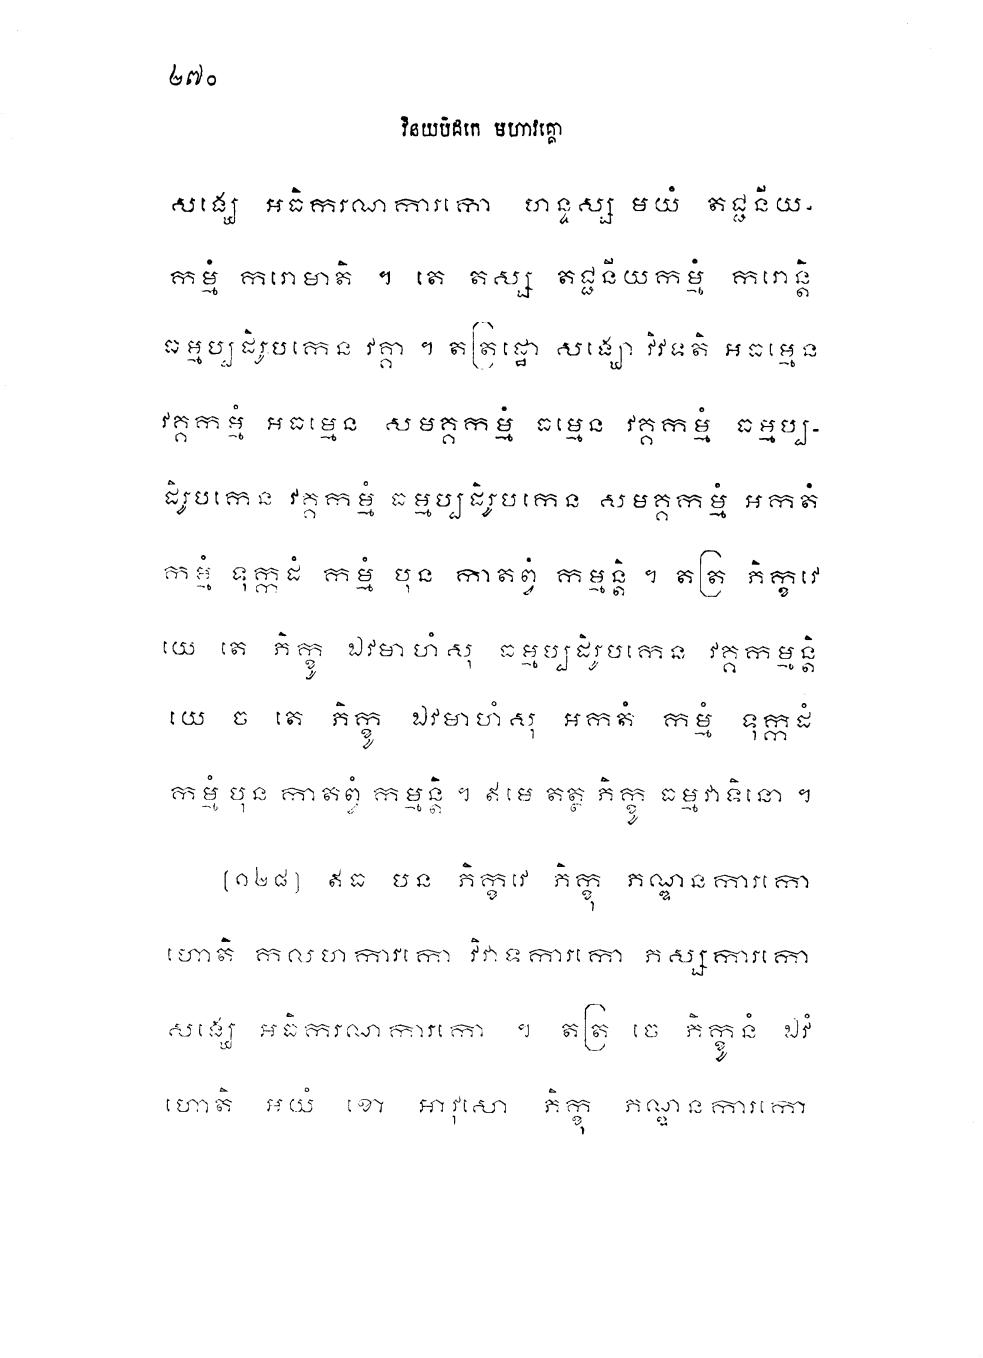 ២៧០
វិនយបិដកេ មហាវគ្គោ
សង្ឃេ អធិករណការកោ ហន្ទស្ស មយំ តជ្ជនីយ-
កម្មំ ករោមាតិ ។ តេ តស្ស តជ្ជនីយកម្មំ ករោន្តិ
ធម្មប្បដិរូបកេន វគ្គា ។ តត្រដ្ឋោ សង្ឃោ វិវទតិ អធម្មេន
វគ្គកម្មំ អធម្មេន សមគ្គកម្មំ ធម្មេន វគ្គកម្មំ ធម្មប្ប-
ដិរូបកេន វគ្គកម្មំ ធម្មប្បដិរូបកេន សមគ្គកម្មំ អកតំ
កម្មំ ទុក្កដំ កម្មំ បុន កាតព្វំ កម្មន្តិ ។ តត្រ ភិក្ខវេ
យេ តេ ភិក្ខូ ឯវមាហំសុ ធម្មប្បដិរូបកេន វគ្គកម្មន្តិ
យេ ច តេ ភិក្ខូ ឯវមាហំសុ អកតំ កម្មំ ទុក្កដំ
កម្មំ បុន កាតព្វំ កម្មន្តិ ។ ឥមេ តត្ថ ភិក្ខូ ធម្មវាទិនោ ។
[១២៨] ឥធ បន ភិក្ខវេ ភិក្ខុ ភណ្ឌនការកោ
ហោតិ កលហការកោ វិវាទការកោ ភស្សការកោ
សង្ឃេ អធិករណការកោ ។ តត្រ ចេ ភិក្ខូនំ ឯវំ
ហោតិ អយំ ខោ អាវុសោ ភិក្ខុ ភណ្ឌនការកោ